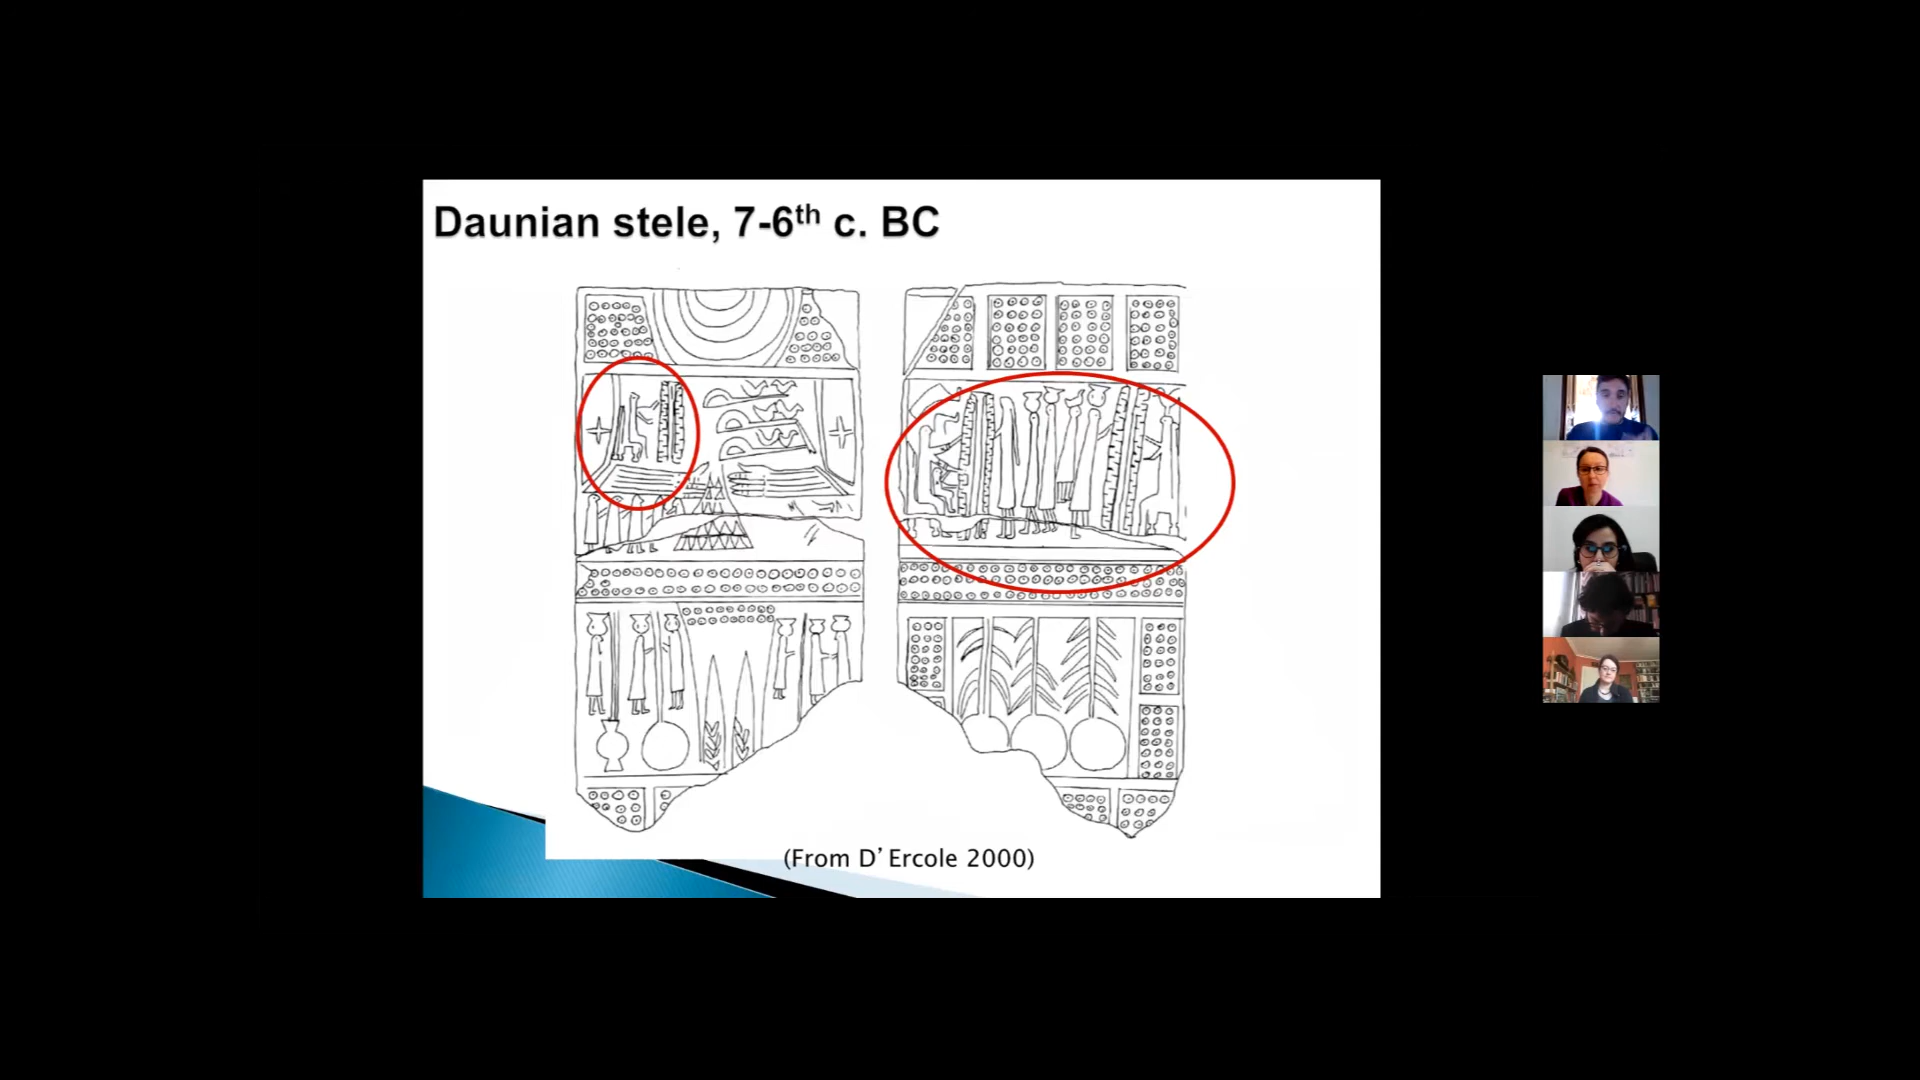 Daunian stele, 7-6th c. BC
(From D’Ercole 2000)